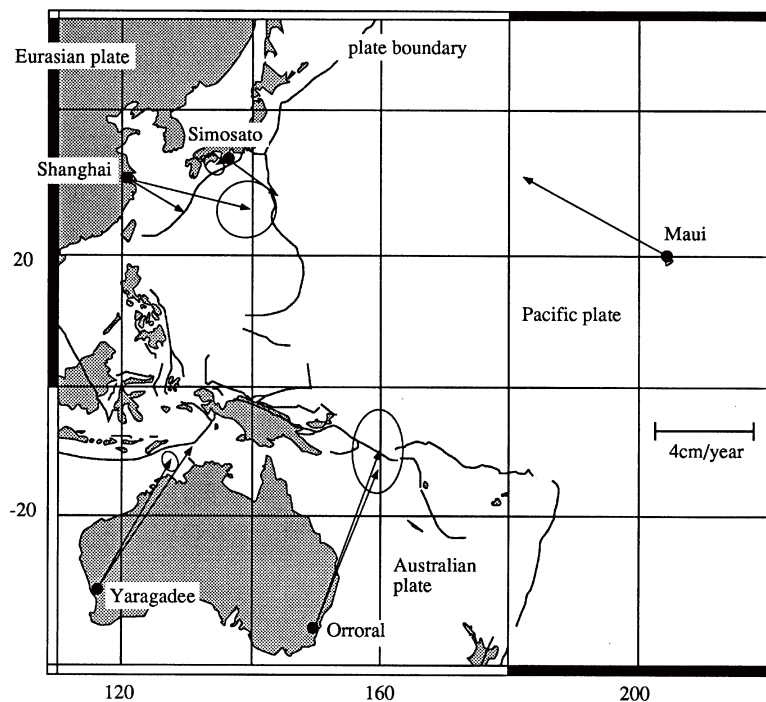 Eurasian plate
plate boundary
Simosato
Shanghai
Maui
20
Pacific plate
4cm/year
-20
Australian
plate
Yaragadee
Orroral
120
160
200